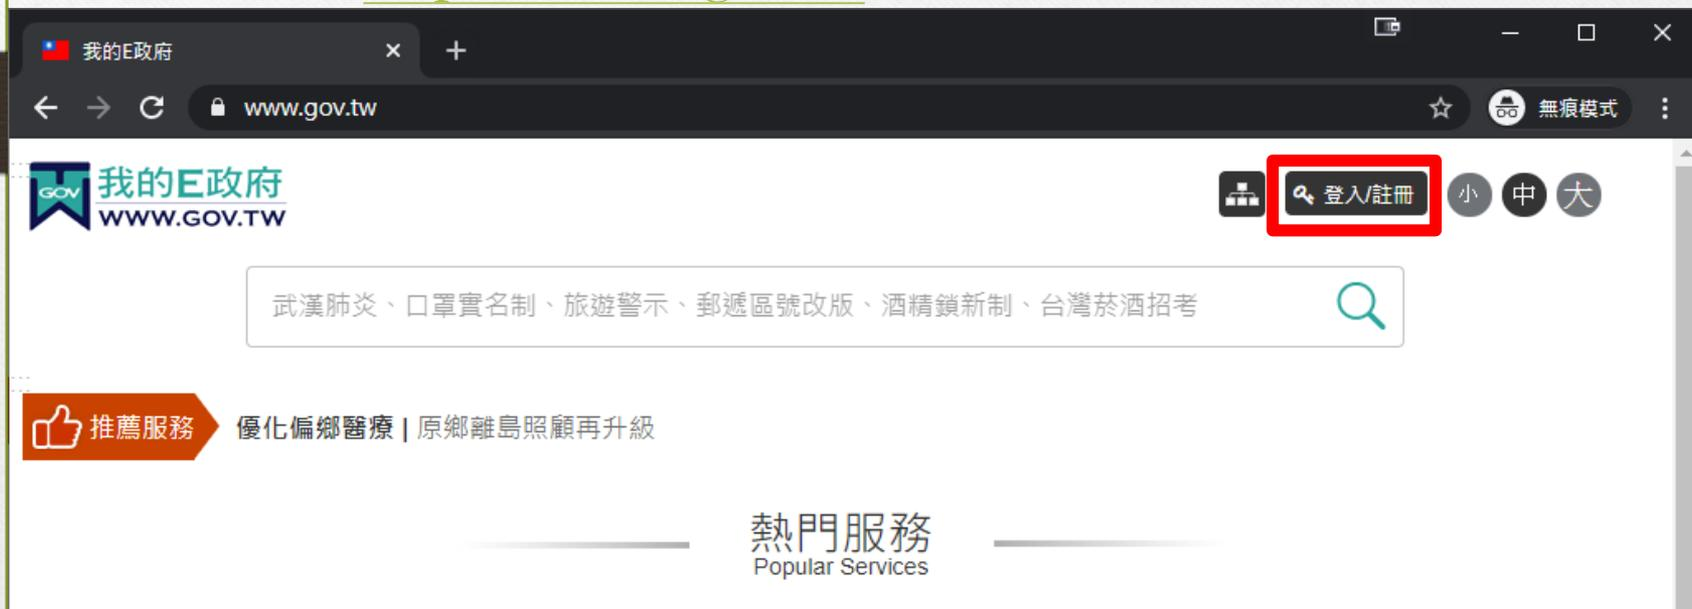 我的E政府
www.gov.tw
無痕模式
GOV
我的E政府
WWW.GOV.TW
登入/註冊
小 中 大
武漢肺炎、口罩實名制、旅遊警示、郵遞區號改版、酒精鎖新制、台灣菸酒招考
推薦服務
優化偏鄉醫療 | 原鄉離島照顧再升級
熱門服務
Popular Services